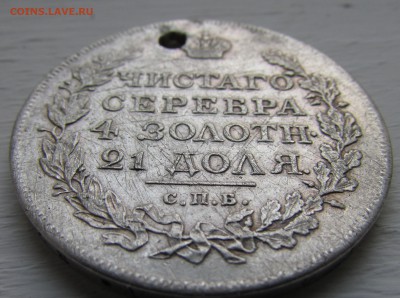 COINS.LAVE.RU
ЧИСТАГО
СЕРЕБРА
4 ЗОЛОТН·
21 ДОЛЯ.
С.П.Б.